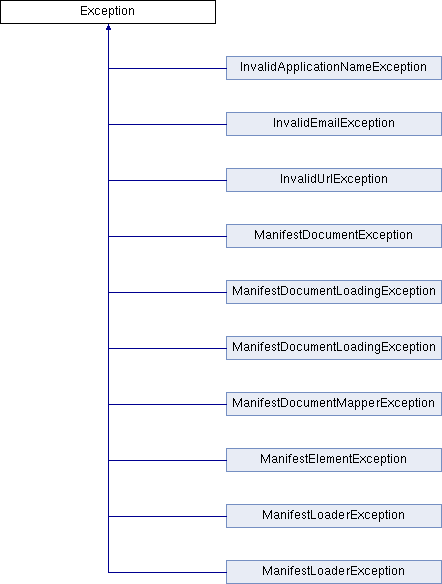 Exception
InvalidApplicationNameException
InvalidEmailException
InvalidUrlException
ManifestDocumentException
ManifestDocumentLoadingException
ManifestDocumentLoadingException
ManifestDocumentMapperException
ManifestElementException
ManifestLoaderException
ManifestLoaderException